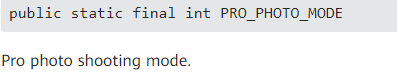 public static final int PRO_PHOTO_MODE
Pro photo shooting mode.